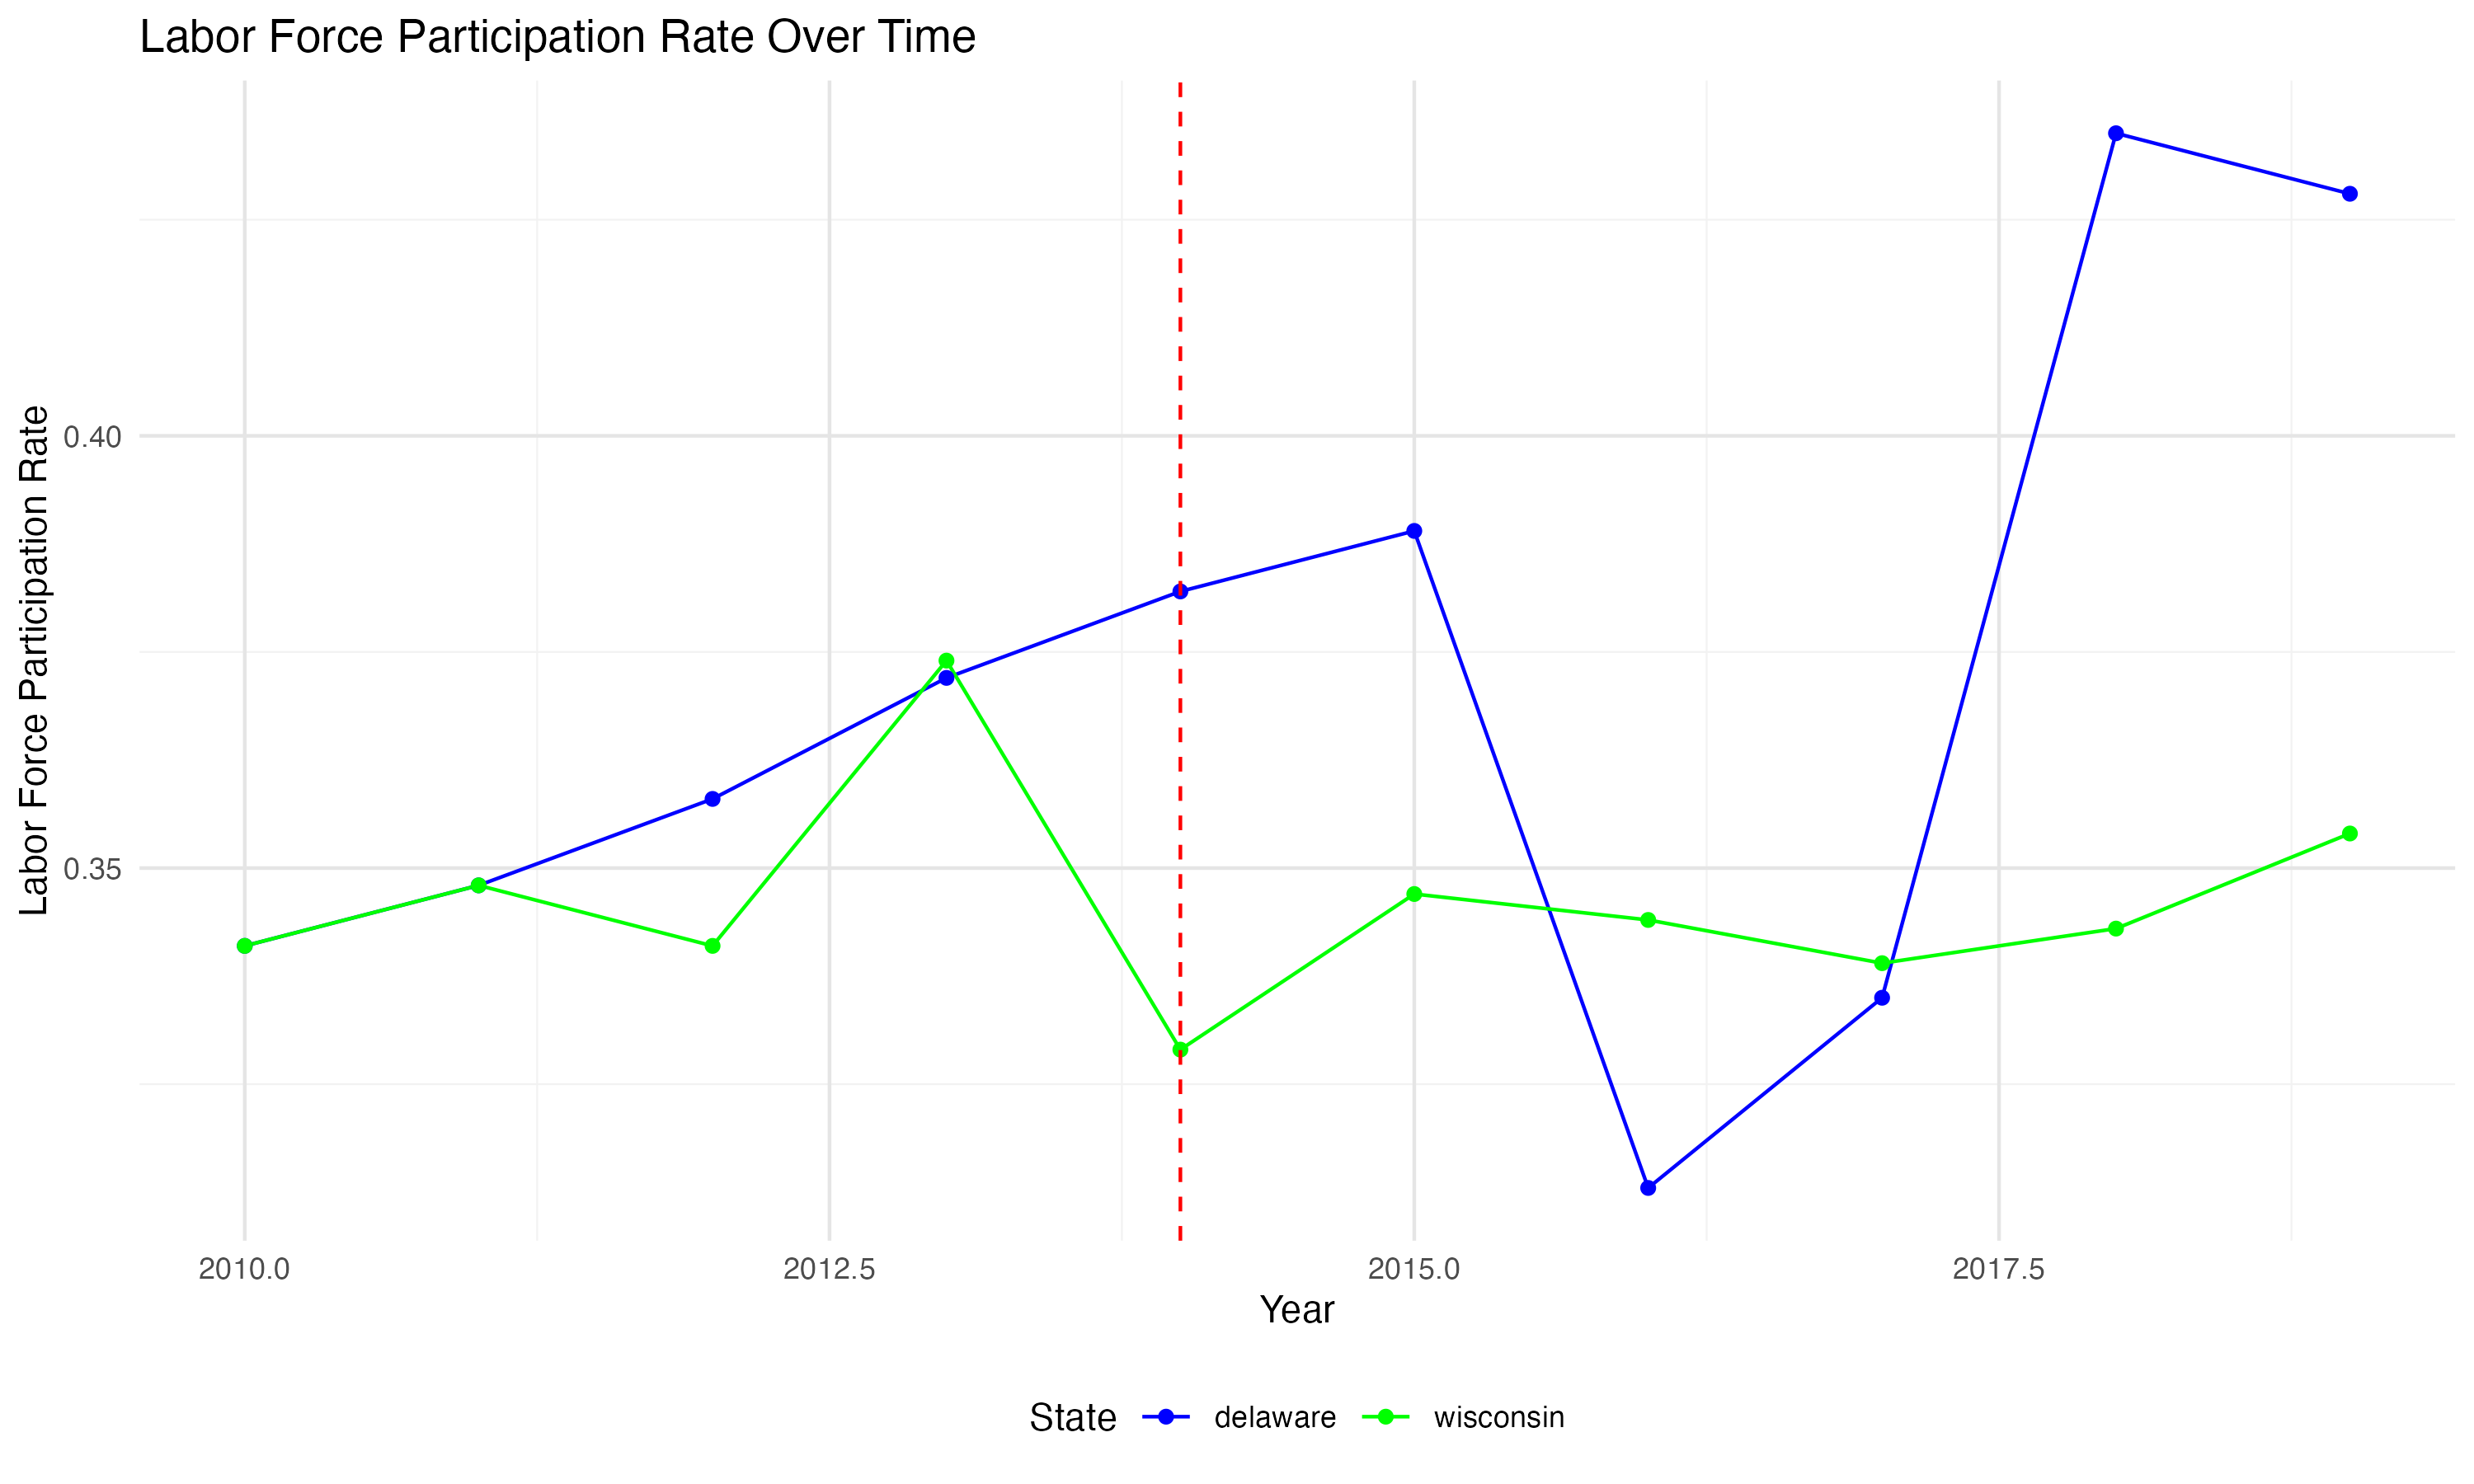 Labor Force Participation Rate Over Time
Labor Force Participation Rate
0.40
0.35
2010.0 2012.5 2015.0 2017.5
Year
State delaware wisconsin